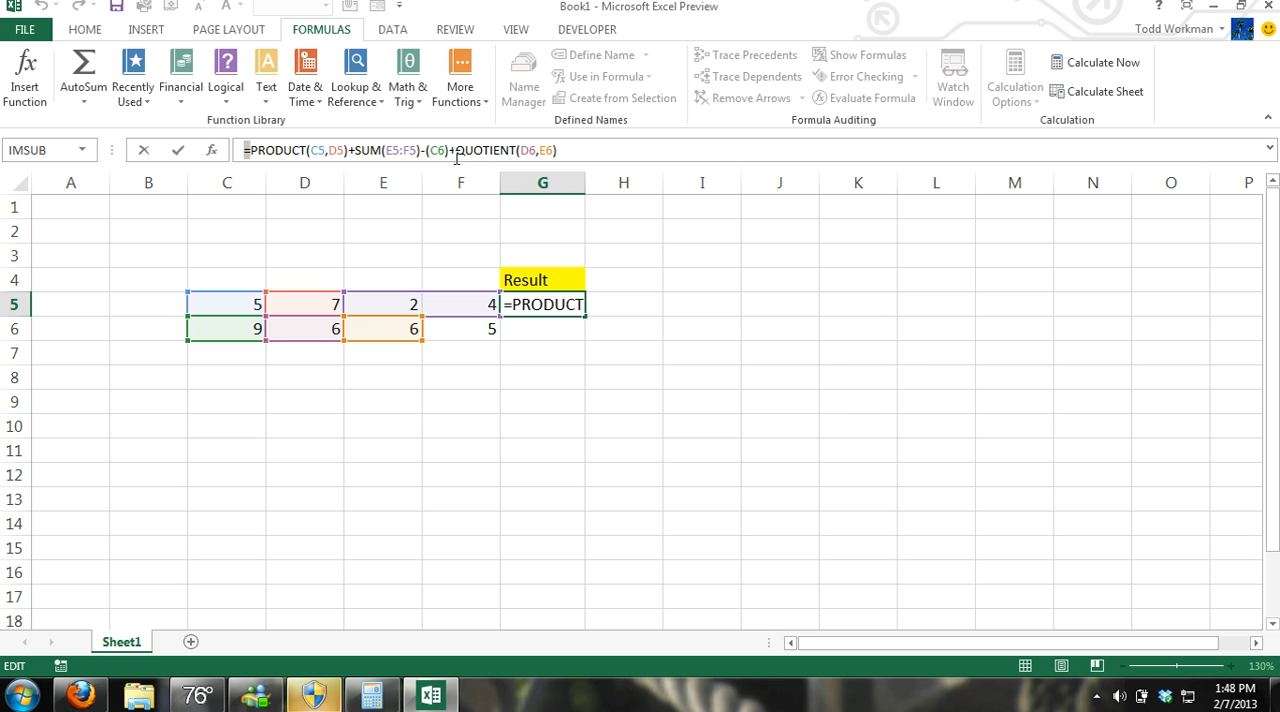 Book1 - Microsoft Excel Preview
?
FILE HOME INSERT PAGE LAYOUT FORMULAS DATA REVIEW VIEW DEVELOPER Todd Workman
fx Σ ? A θ
Insert Function
AutoSum
Recently Used
Financial
Logical
Text
Date & Time
Lookup & Reference
Math & Trig
More Functions
Function Library
Name Manager
Define Name
Use in Formula
Create from Selection
Defined Names
Trace Precedents
Trace Dependents
Remove Arrows
Show Formulas
Error Checking
Evaluate Formula
Formula Auditing
Watch Window
Calculation Options
Calculate Now
Calculate Sheet
Calculation
IMSUB fx =PRODUCT(C5,D5)+SUM(E5:F5)-(C6)+QUOTIENT(D6,E6)
A B C D E F G H I J K L M N O P
1
2
3
4 Result
5 5 7 2 4 =PRODUCT
6 9 6 6 5
7
8
9
10
11
12
13
14
15
16
17
18
Sheet1
EDIT 130%
76° 1:48 PM
2/7/2013